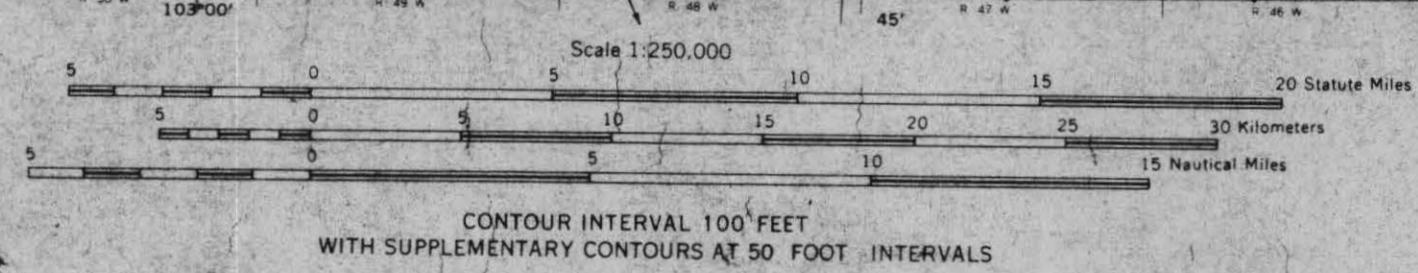 103°00' R 49 W R 48 W 45' R 47 W R 46 W
Scale 1:250,000
5 0 5 10 15 20 Statute Miles
5 0 5 10 15 20 25 30 Kilometers
5 0 5 10 15 Nautical Miles
CONTOUR INTERVAL 100 FEET
WITH SUPPLEMENTARY CONTOURS AT 50 FOOT INTERVALS